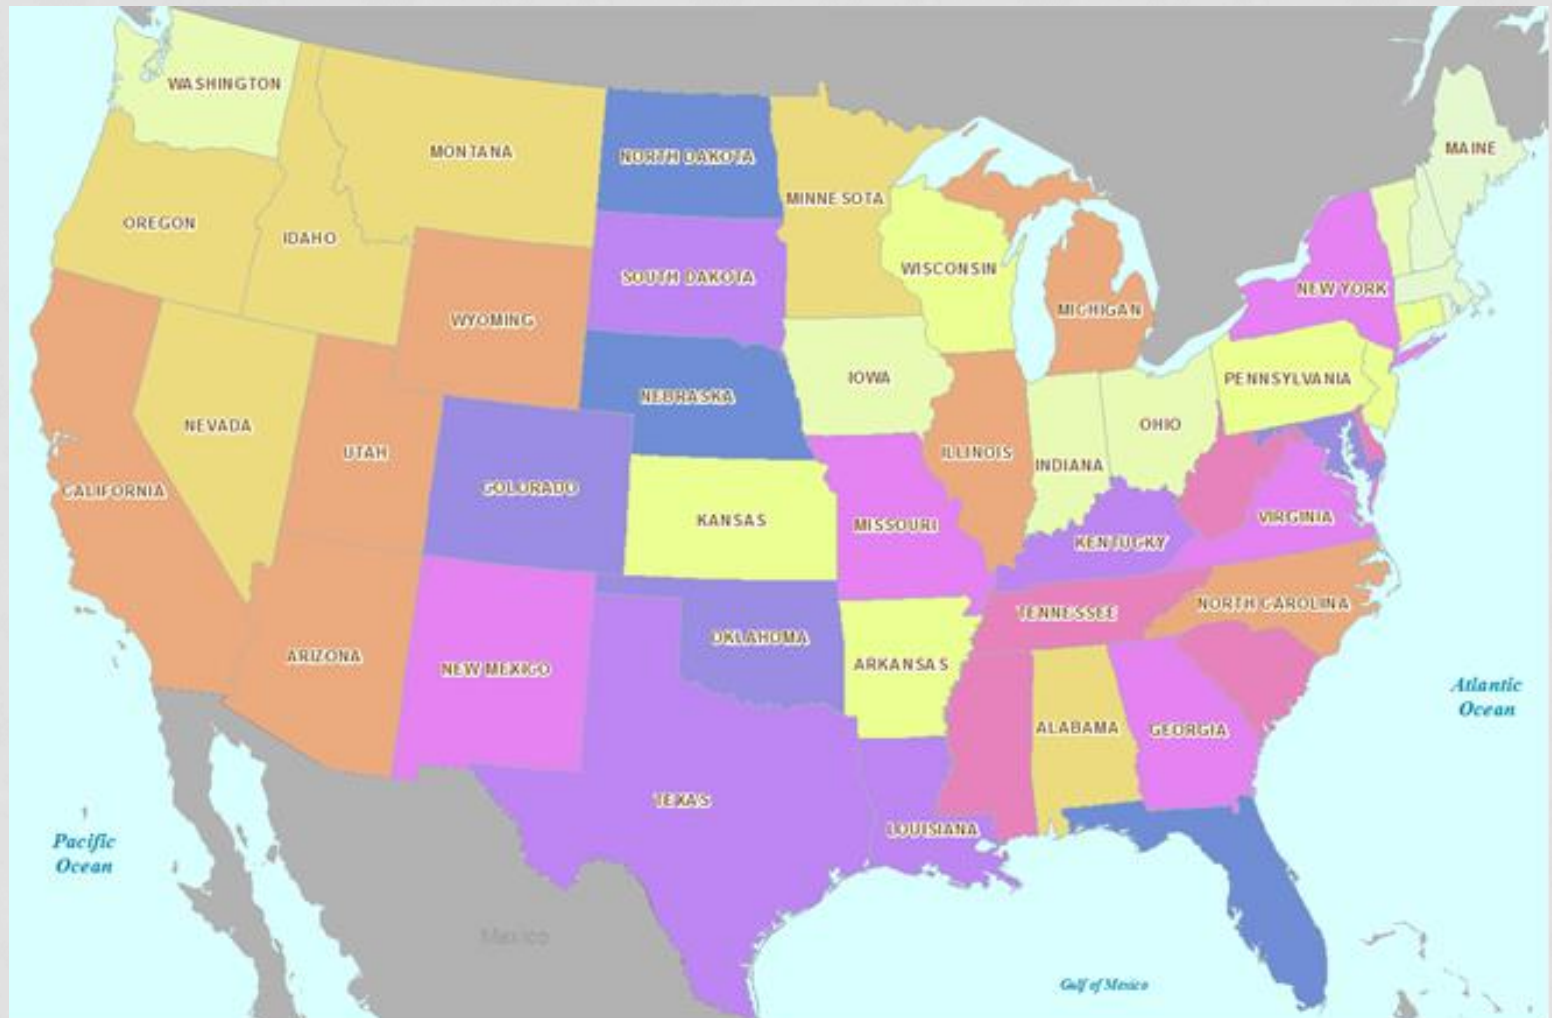 WASHINGTON
MAINE
MONTANA
NORTH DAKOTA
MINNESOTA
OREGON
IDAHO
WISCONSIN
SOUTH DAKOTA
NEW YORK
MICHIGAN
WYOMING
IOWA
PENNSYLVANIA
NEBRASKA
NEVADA
OHIO
UTAH
ILLINOIS
INDIANA
COLORADO
CALIFORNIA
KANSAS
MISSOURI
VIRGINIA
KENTUCKY
NORTH CAROLINA
TENNESSEE
OKLAHOMA
ARIZONA
ARKANSAS
NEW MEXICO
Atlantic
Ocean
ALABAMA
GEORGIA
TEXAS
LOUISIANA
Pacific
Ocean
Mexico
Gulf of Mexico